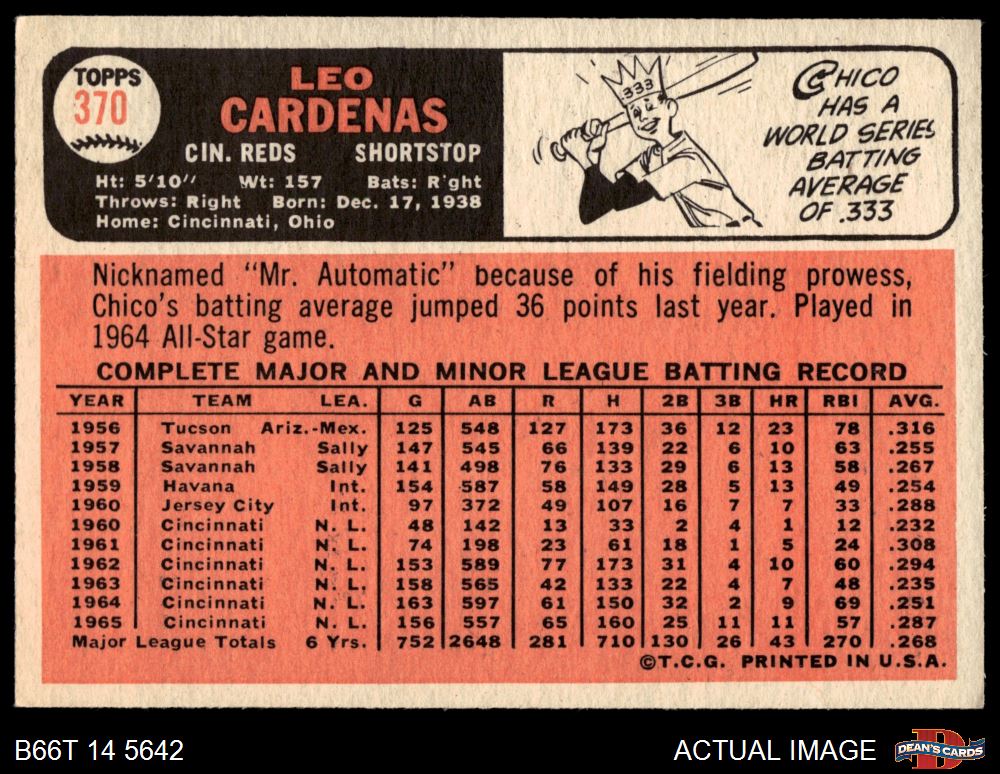 TOPPS
370
LEO
CARDENAS
CIN. REDS SHORTSTOP
Ht: 5'10" Wt: 157 Bats: Right
Throws: Right Born: Dec. 17, 1938
Home: Cincinnati, Ohio
333
CHICO
HAS A
WORLD SERIES
BATTING
AVERAGE
OF .333
Nicknamed "Mr. Automatic" because of his fielding prowess,
Chico's batting average jumped 36 points last year. Played in
1964 All-Star game.
COMPLETE MAJOR AND MINOR LEAGUE BATTING RECORD
YEAR TEAM LEA. G AB R H 2B 3B HR RBI AVG.
1956 Tucson Ariz.-Mex. 125 548 127 173 36 12 23 78 .316
1957 Savannah Sally 147 545 66 139 22 6 10 63 .255
1958 Savannah Sally 141 498 76 133 29 6 13 58 .267
1959 Havana Int. 154 587 58 149 28 5 13 49 .254
1960 Jersey City Int. 97 372 49 107 16 7 7 33 .288
1960 Cincinnati N. L. 48 142 13 33 2 4 1 12 .232
1961 Cincinnati N. L. 74 198 23 61 18 1 5 24 .308
1962 Cincinnati N. L. 153 589 77 173 31 4 10 60 .294
1963 Cincinnati N. L. 158 565 42 133 22 4 7 48 .235
1964 Cincinnati N. L. 163 597 61 150 32 2 9 69 .251
1965 Cincinnati N. L. 156 557 65 160 25 11 11 57 .287
Major League Totals 6 Yrs. 752 2648 281 710 130 26 43 270 .268
©T.C.G. PRINTED IN U.S.A.
B66T 14 5642 ACTUAL IMAGE
DEAN'S CARDS